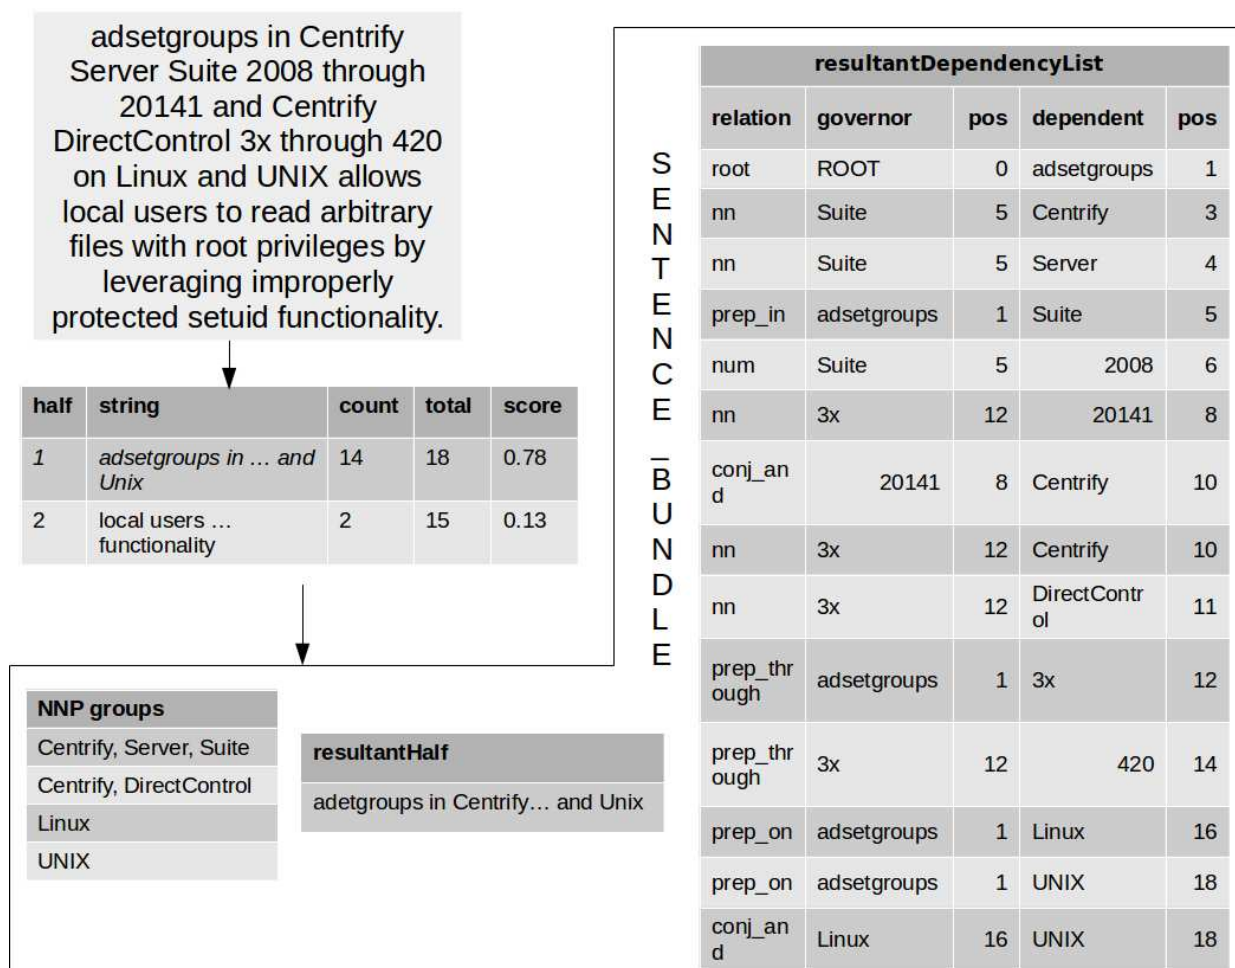 adsetgroups in Centrify
Server Suite 2008 through
20141 and Centrify
DirectControl 3x through 420
on Linux and UNIX allows
local users to read arbitrary
files with root privileges by
leveraging improperly
protected setuid functionality.
half string count total score
1 adsetgroups in … and 14 18 0.78
Unix
2 local users … 2 15 0.13
functionality
NNP groups
Centrify, Server, Suite
Centrify, DirectControl
Linux
UNIX
resultantHalf
adetgroups in Centrify… and Unix
SENTENCE_BUNDLE
resultantDependencyList
relation governor pos dependent pos
root ROOT 0 adsetgroups 1
nn Suite 5 Centrify 3
nn Suite 5 Server 4
prep_in adsetgroups 1 Suite 5
num Suite 5 2008 6
nn 3x 12 20141 8
conj_an 20141 8 Centrify 10
d
nn 3x 12 Centrify 10
nn 3x 12 DirectContr 11
ol
prep_thr adsetgroups 1 3x 12
ough
prep_thr 3x 12 420 14
ough
prep_on adsetgroups 1 Linux 16
prep_on adsetgroups 1 UNIX 18
conj_an Linux 16 UNIX 18
d